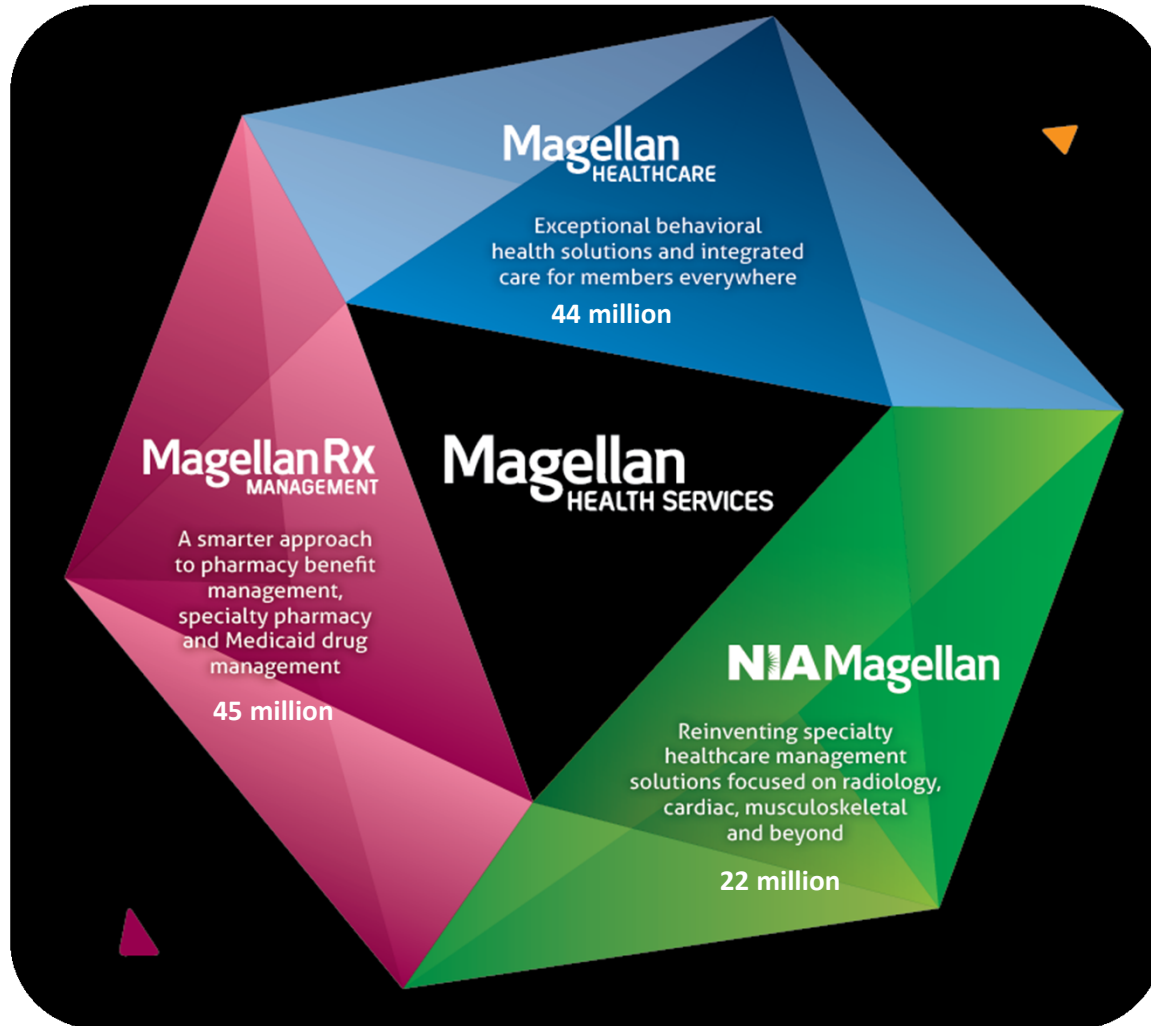 Magellan
HEALTHCARE
Exceptional behavioral
health solutions and integrated
care for members everywhere
44 million
MagellanRx
MANAGEMENT
A smarter approach
to pharmacy benefit
management,
specialty pharmacy
and Medicaid drug
management
45 million
Magellan
HEALTH SERVICES
NIAMagellan
Reinventing specialty
healthcare management
solutions focused on radiology,
cardiac, musculoskeletal
and beyond
22 million